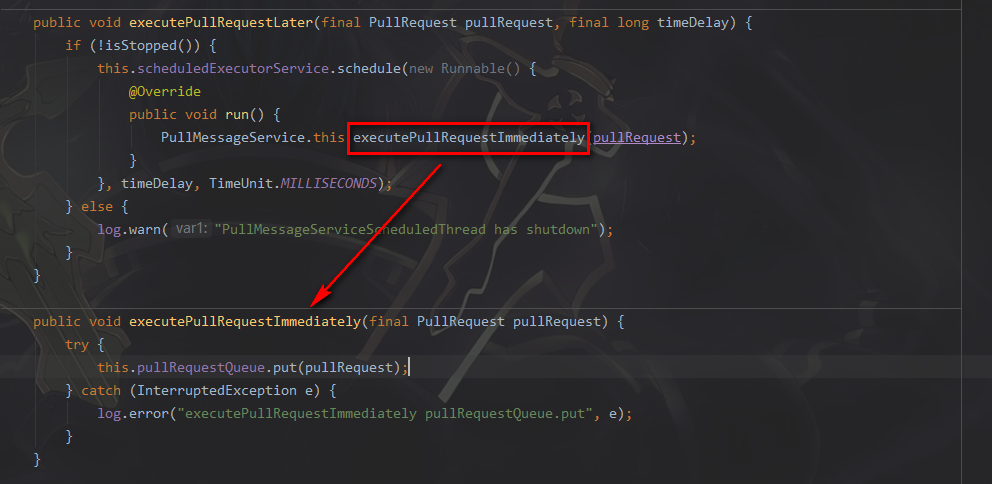 public void executePullRequestLater(final PullRequest pullRequest, final long timeDelay) {
if (!isStopped()) {
this.scheduledExecutorService.schedule(new Runnable() {
@Override
public void run() {
PullMessageService.this.executePullRequestImmediately(pullRequest);
}
}, timeDelay, TimeUnit.MILLISECONDS);
} else {
log.warn( var1: "PullMessageServiceScheduledThread has shutdown");
}
}
public void executePullRequestImmediately(final PullRequest pullRequest) {
try {
this.pullRequestQueue.put(pullRequest);
} catch (InterruptedException e) {
log.error("executePullRequestImmediately pullRequestQueue.put", e);
}
}